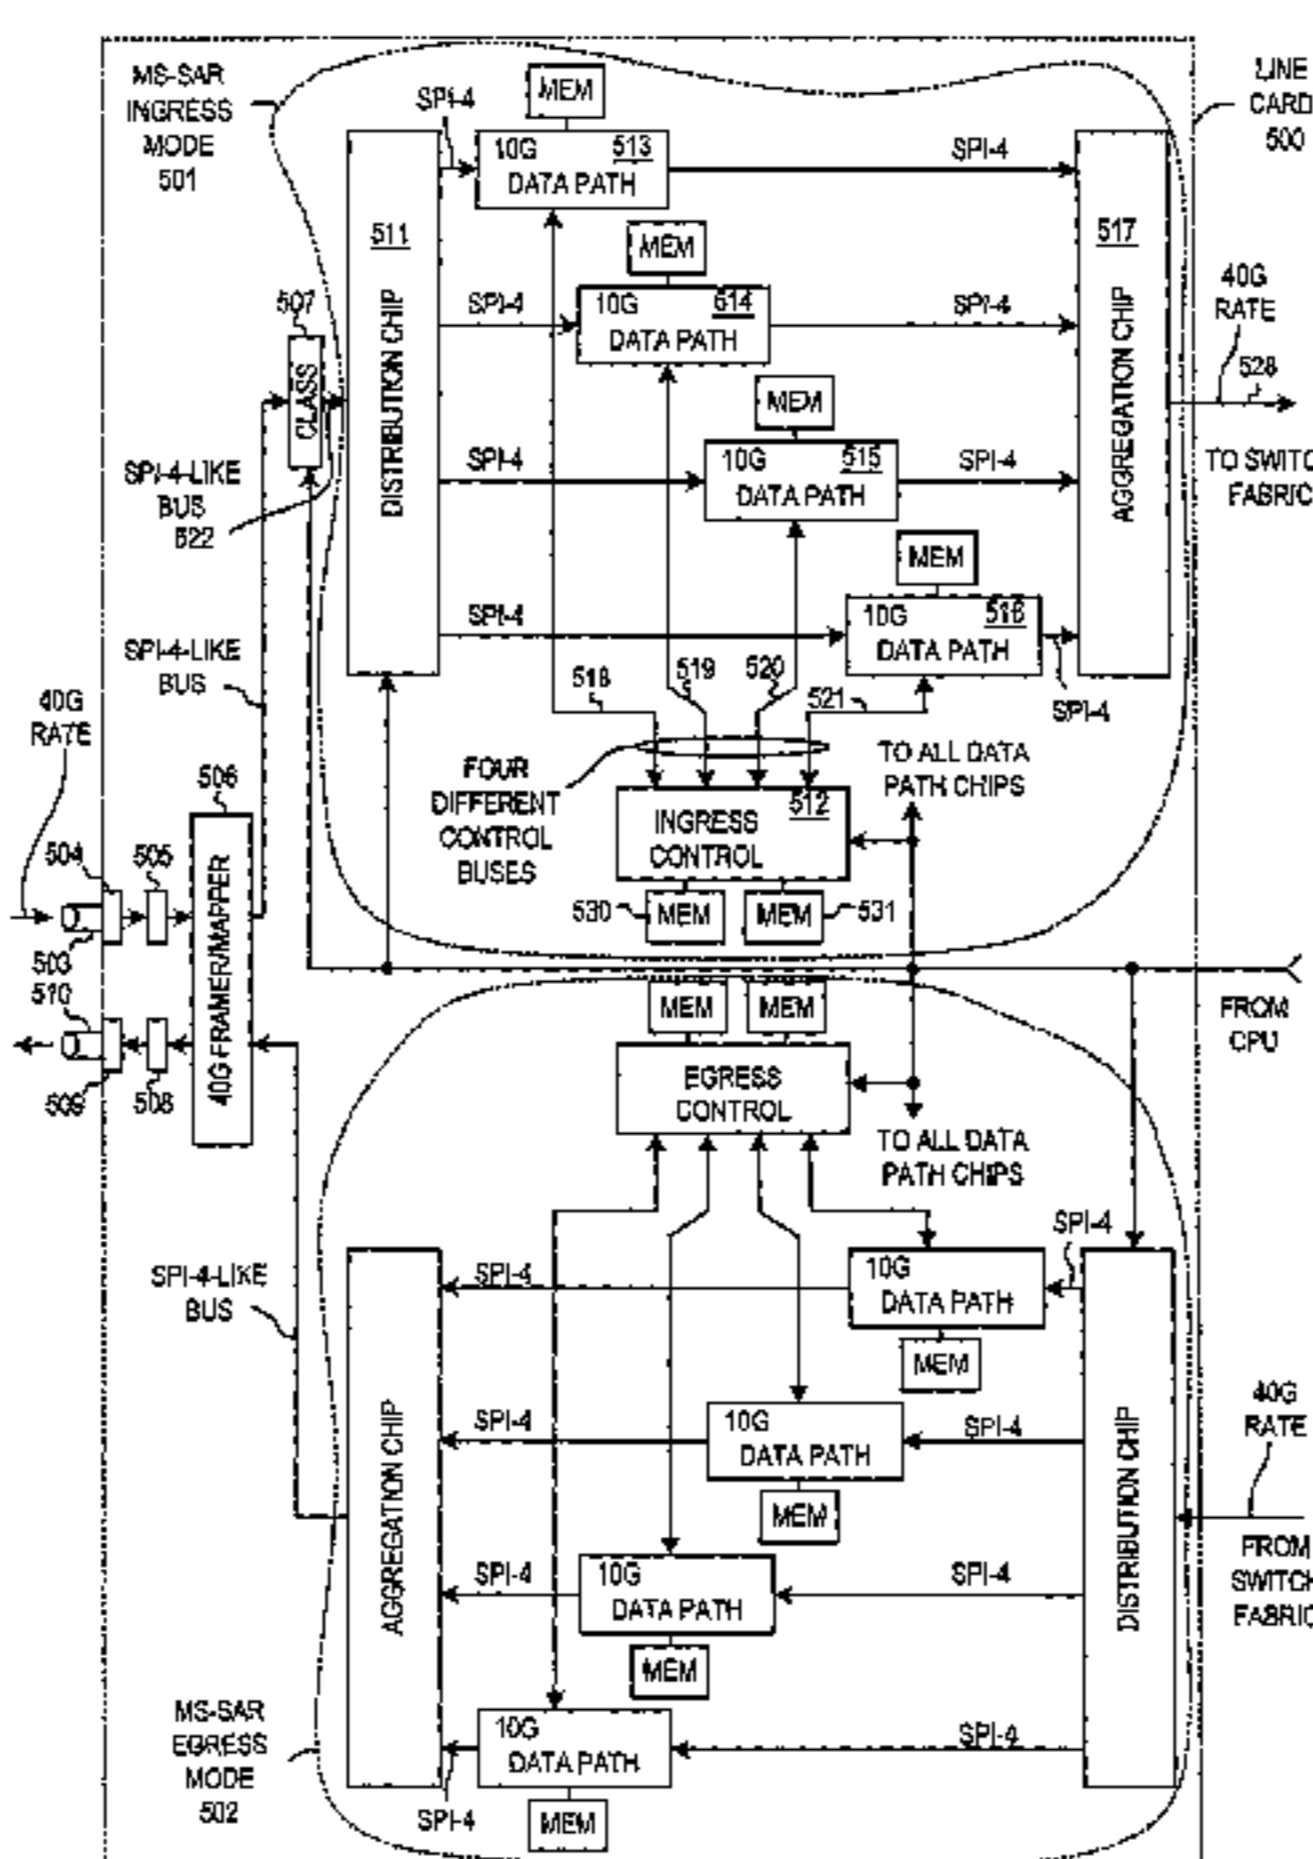 MS-SAR
INGRESS
MODE
501
LINE
CARD
500
SPI-4
MEM
10G 513
DATA PATH
SPI-4
511
DISTRIBUTION CHIP
MEM
SPI-4
10G 514
DATA PATH
SPI-4
517
AGGREGATION CHIP
40G
RATE
528
TO SWITC
FABRIC
507
CLASS
MEM
SPI-4
10G 515
DATA PATH
SPI-4
SPI-4-LIKE
BUS
522
MEM
SPI-4
10G 516
DATA PATH
SPI-4
SPI-4-LIKE
BUS
518
519
520
521
40G
RATE
506
FOUR
DIFFERENT
CONTROL
BUSES
TO ALL DATA
PATH CHIPS
INGRESS 512
CONTROL
504
505
40G FRAMER/MAPPER
530
MEM
MEM
531
503
510
509
508
FROM
CPU
MEM
MEM
EGRESS
CONTROL
TO ALL DATA
PATH CHIPS
SPI-4
SPI-4-LIKE
BUS
SPI-4
10G
DATA PATH
MEM
AGGREGATION CHIP
DISTRIBUTION CHIP
40G
RATE
SPI-4
10G
DATA PATH
SPI-4
MEM
FROM
SWITCH
FABRIC
SPI-4
10G
DATA PATH
SPI-4
MEM
MS-SAR
EGRESS
MODE
502
10G
DATA PATH
SPI-4
SPI-4
MEM